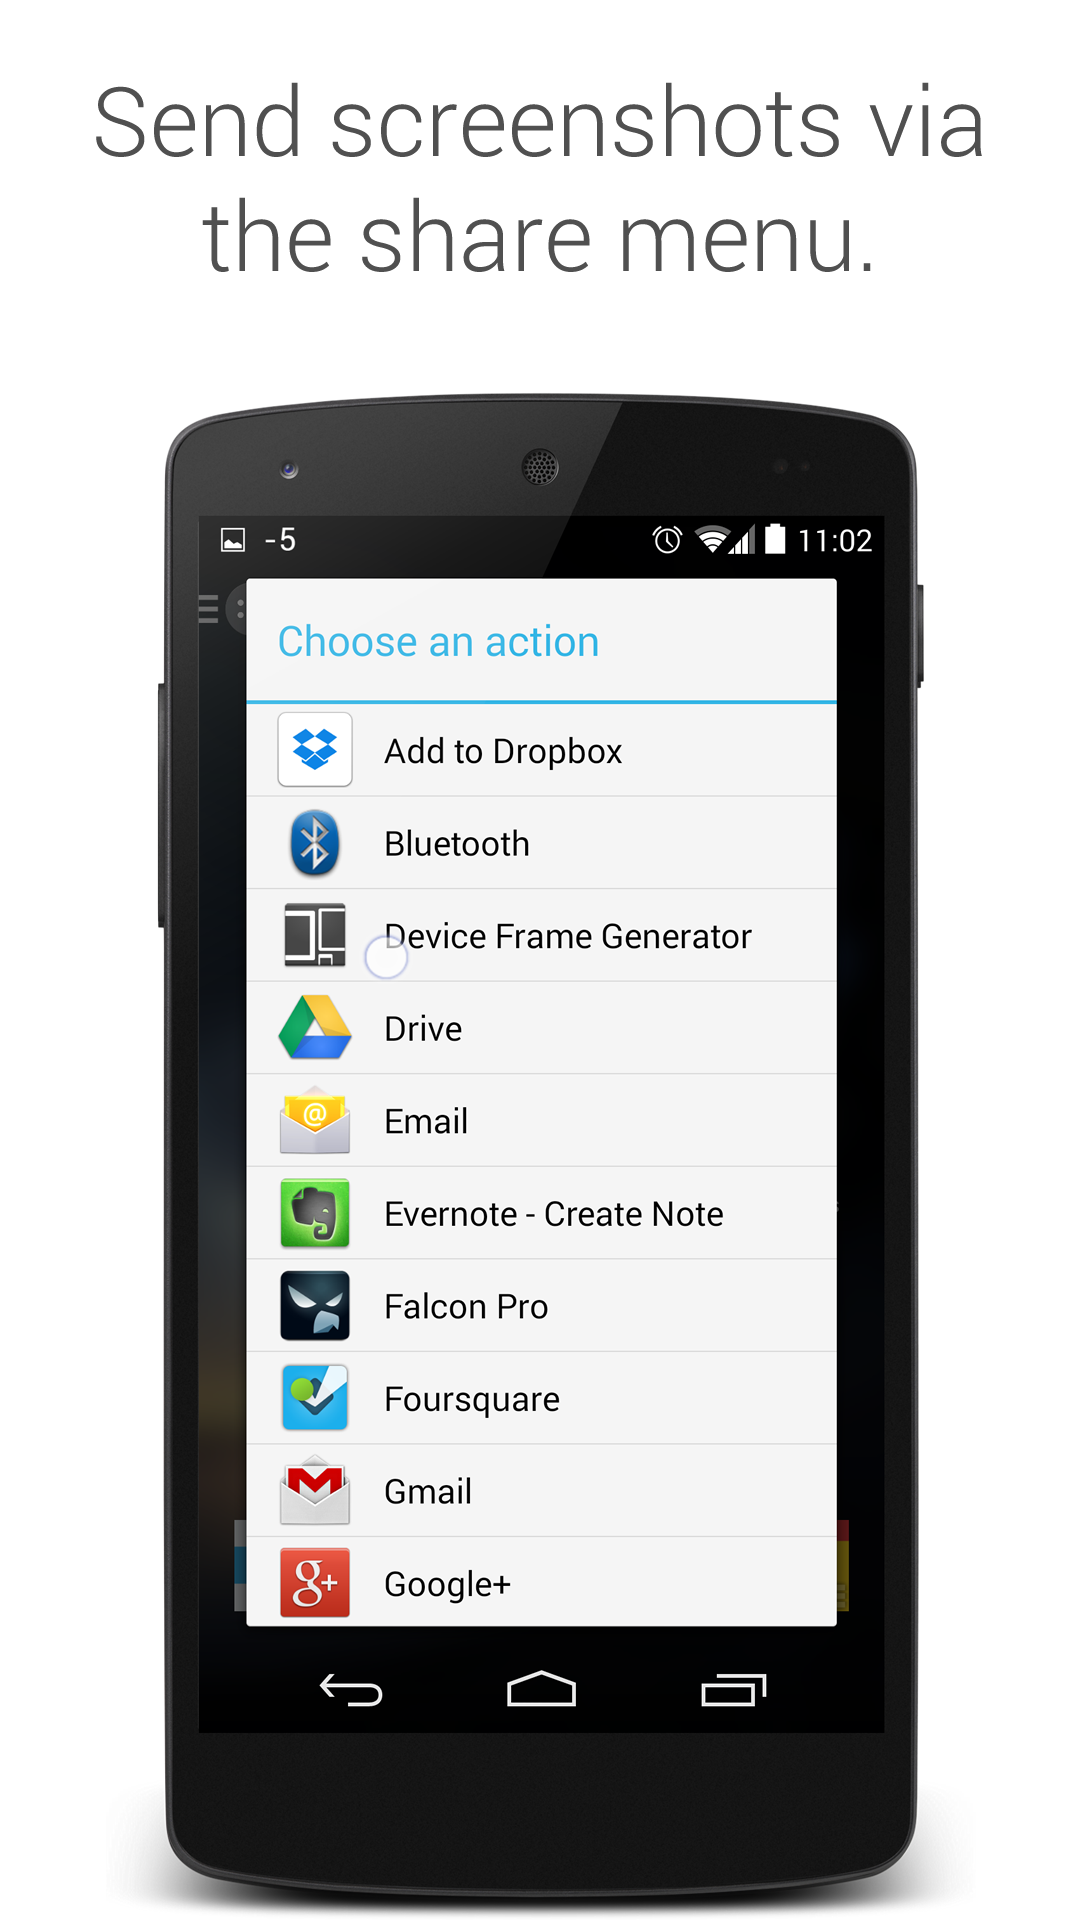 Send screenshots via
the share menu.
-5 11:02
Choose an action
Add to Dropbox
Bluetooth
Device Frame Generator
Drive
@
Email
Evernote - Create Note
Falcon Pro
Foursquare
Gmail
g+
Google+